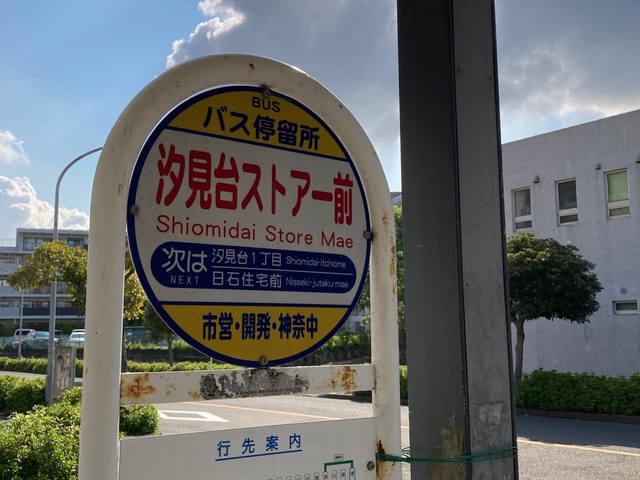 BUS
バス停留所
汐見台ストアー前
Shiomidai Store Mae
次は
NEXT
汐見台1丁目 Shiomidai-itchome
日石住宅前 Nisseki-jutaku-mae
市営・開発・神奈中
行先案内